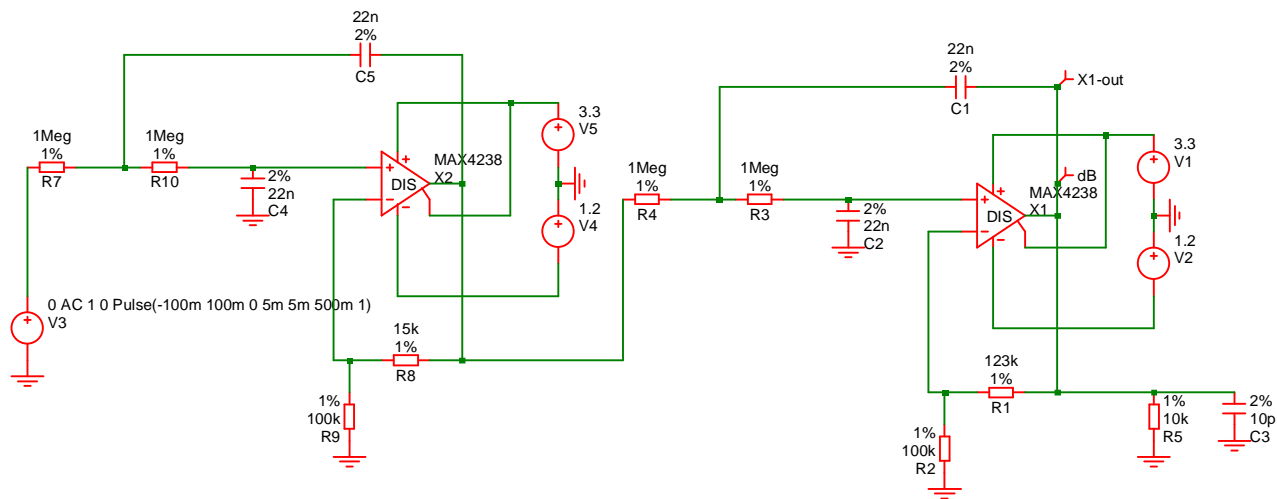 22n
2%
C5
1Meg
1%
R7
1Meg
1%
R10
2%
22n
C4
MAX4238
X2
DIS
3.3
V5
1.2
V4
0 AC 1 0 Pulse(-100m 100m 0 5m 5m 500m 1)
V3
15k
1%
R8
1%
100k
R9
22n
2%
C1
X1-out
1Meg
1%
R4
1Meg
1%
R3
2%
22n
C2
dB
MAX4238
X1
DIS
3.3
V1
1.2
V2
123k
1%
R1
1%
100k
R2
1%
10k
R5
2%
10p
C3